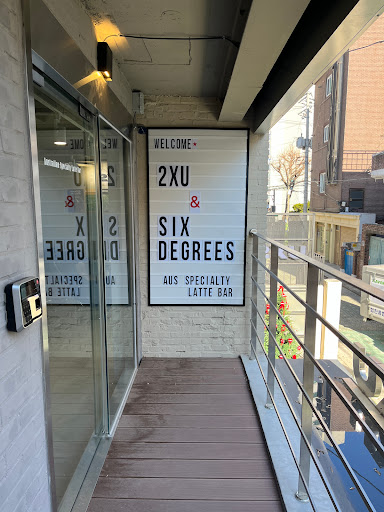 WELCOME
2XU
&
SIX
DEGREES
AUS SPECIALTY
LATTE BAR